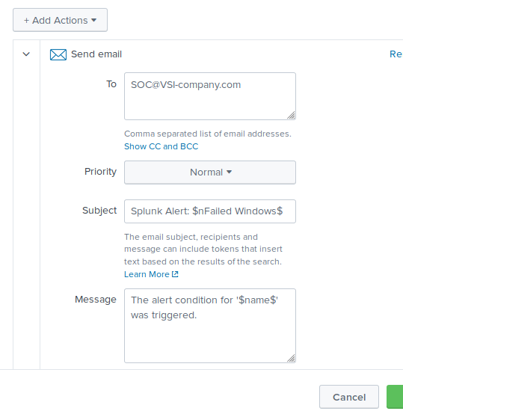 + Add Actions
Send email
Re
To
SOC@VSI-company.com
Comma separated list of email addresses.
Show CC and BCC
Priority
Normal
Subject
Splunk Alert: $nFailed Windows$
The email subject, recipients and
message can include tokens that insert
text based on the results of the search.
Learn More
Message
The alert condition for '$name$'
was triggered.
Cancel